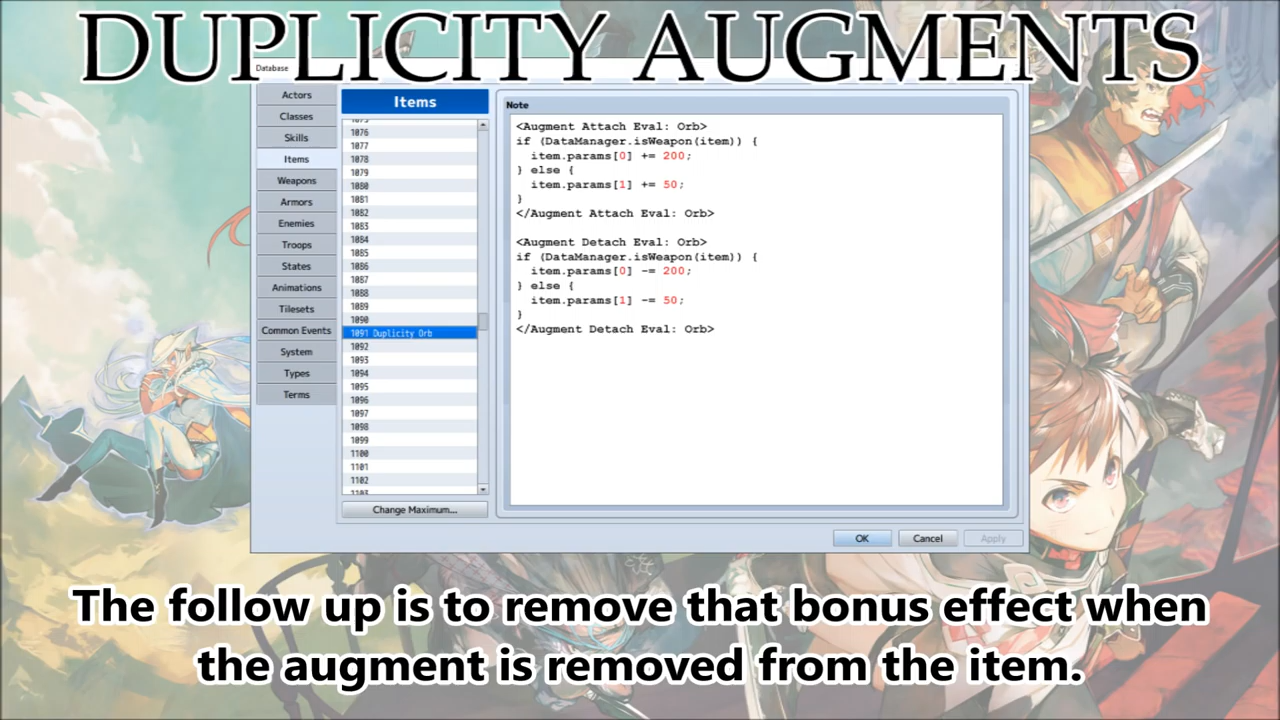 DUPLICITY AUGMENTS
Database
Actors
Classes
Skills
Items
Weapons
Armors
Enemies
Troops
States
Animations
Tilesets
Common Events
System
Types
Terms
Items
1075
1076
1077
1078
1079
1080
1081
1082
1083
1084
1085
1086
1087
1088
1089
1090
1091 Duplicity Orb
1092
1093
1094
1095
1096
1097
1098
1099
1100
1101
1102
1103
Change Maximum...
Note
<Augment Attach Eval: Orb>
if (DataManager.isWeapon(item)) {
item.params[0] += 200;
} else {
item.params[1] += 50;
}
</Augment Attach Eval: Orb>
<Augment Detach Eval: Orb>
if (DataManager.isWeapon(item)) {
item.params[0] -= 200;
} else {
item.params[1] -= 50;
}
</Augment Detach Eval: Orb>
OK
Cancel
Apply
The follow up is to remove that bonus effect when
the augment is removed from the item.